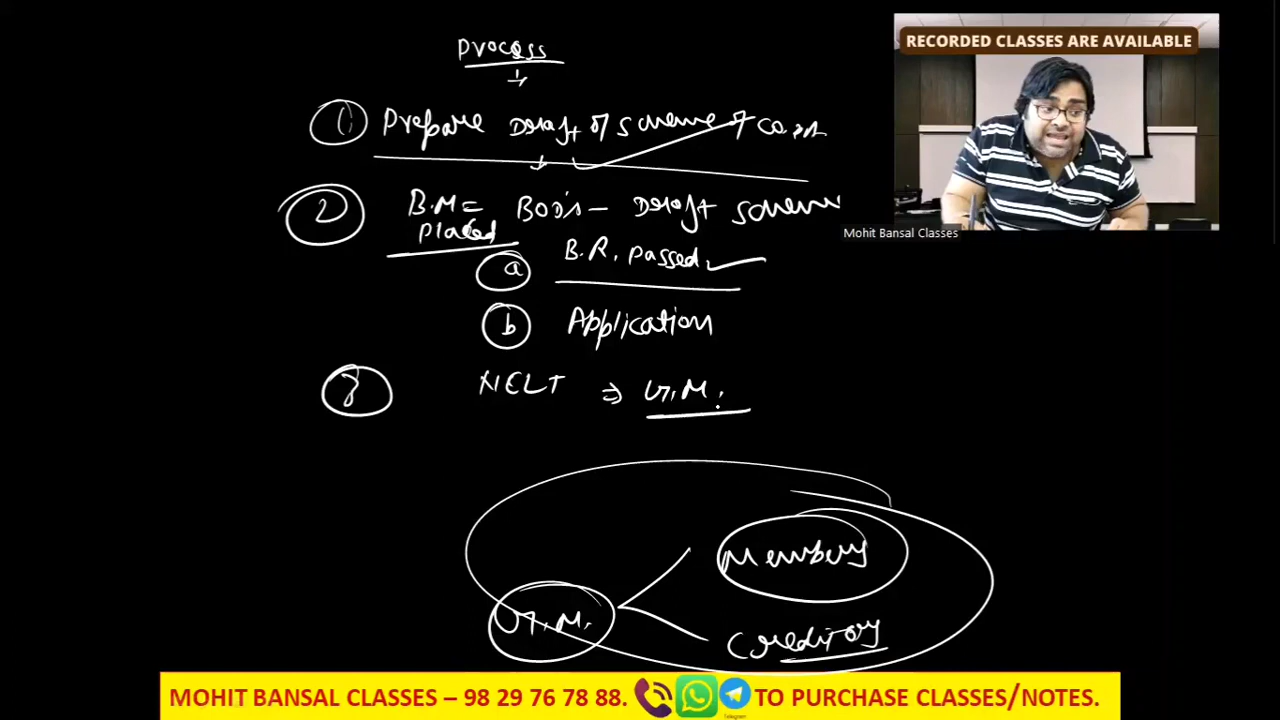 RECORDED CLASSES ARE AVAILABLE
Process
① Prepare Draft of scheme of
Mohit Bansal Classes
② B.M = BOD's - Draft scheme
placed
ⓐ B.R. passed
ⓑ Application
3 NCLT ⇒ G.M.
Members
G.M.
Creditors
MOHIT BANSAL CLASSES – 98 29 76 78 88. TO PURCHASE CLASSES/NOTES.
Telegram